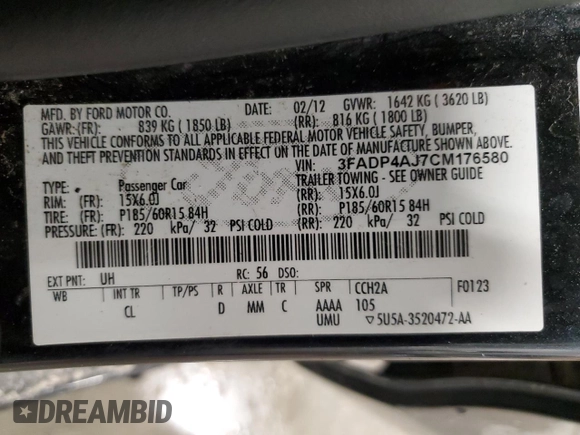 MFD. BY FORD MOTOR CO. DATE: 02/12 GVWR: 1642 KG ( 3620 LB)
GAWR: (FR): 839 KG ( 1850 LB) (RR): 816 KG ( 1800 LB)
THIS VEHICLE CONFORMS TO ALL APPLICABLE FEDERAL MOTOR VEHICLE SAFETY, BUMPER,
AND THEFT PREVENTION STANDARDS IN EFFECT ON THE DATE OF MANUFACTURE SHOWN ABOVE.
VIN: 3FADP4AJ7CM176580
TYPE: Passenger Car TRAILER TOWING - SEE OWNER GUIDE
RIM: (FR): 15X6.0J (RR): 15X6.0J
TIRE: (FR): P185/60R15 84H (RR): P185/60R15 84H
PRESSURE: (FR): 220 kPa/ 32 PSI COLD (RR): 220 kPa/ 32 PSI COLD
EXT PNT: UH RC: 56 DSO:
WB INT TR TP/PS R AXLE TR SPR CCH2A F0123
CL D MM C AAAA 105
UMU ▽5U5A-3520472-AA
DREAMBID